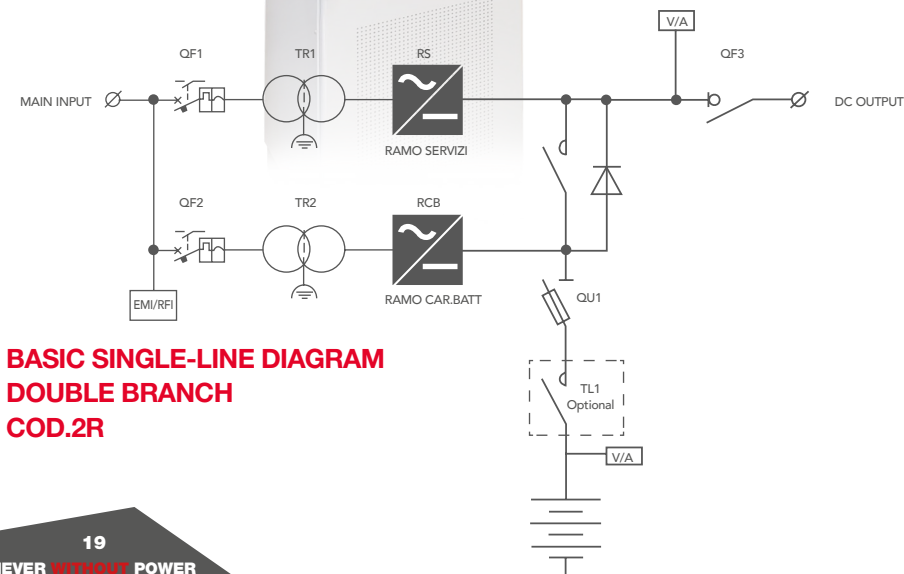 V/A
QF1
TR1
RS
QF3
MAIN INPUT
DC OUTPUT
RAMO SERVIZI
QF2
TR2
RCB
EMI/RFI
RAMO CAR.BATT
QU1
BASIC SINGLE-LINE DIAGRAM
DOUBLE BRANCH
COD.2R
TL1
Optional
V/A
19
NEVER WITHOUT POWER